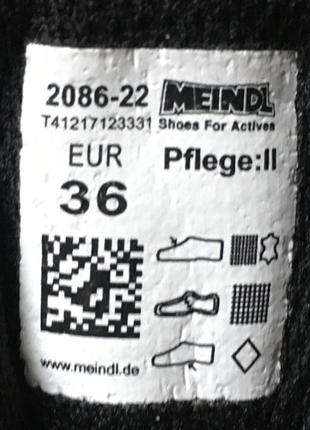 2086-22 MEINDL
T41217123331 Shoes For Actives
EUR Pflege:II
36
www.meindl.de